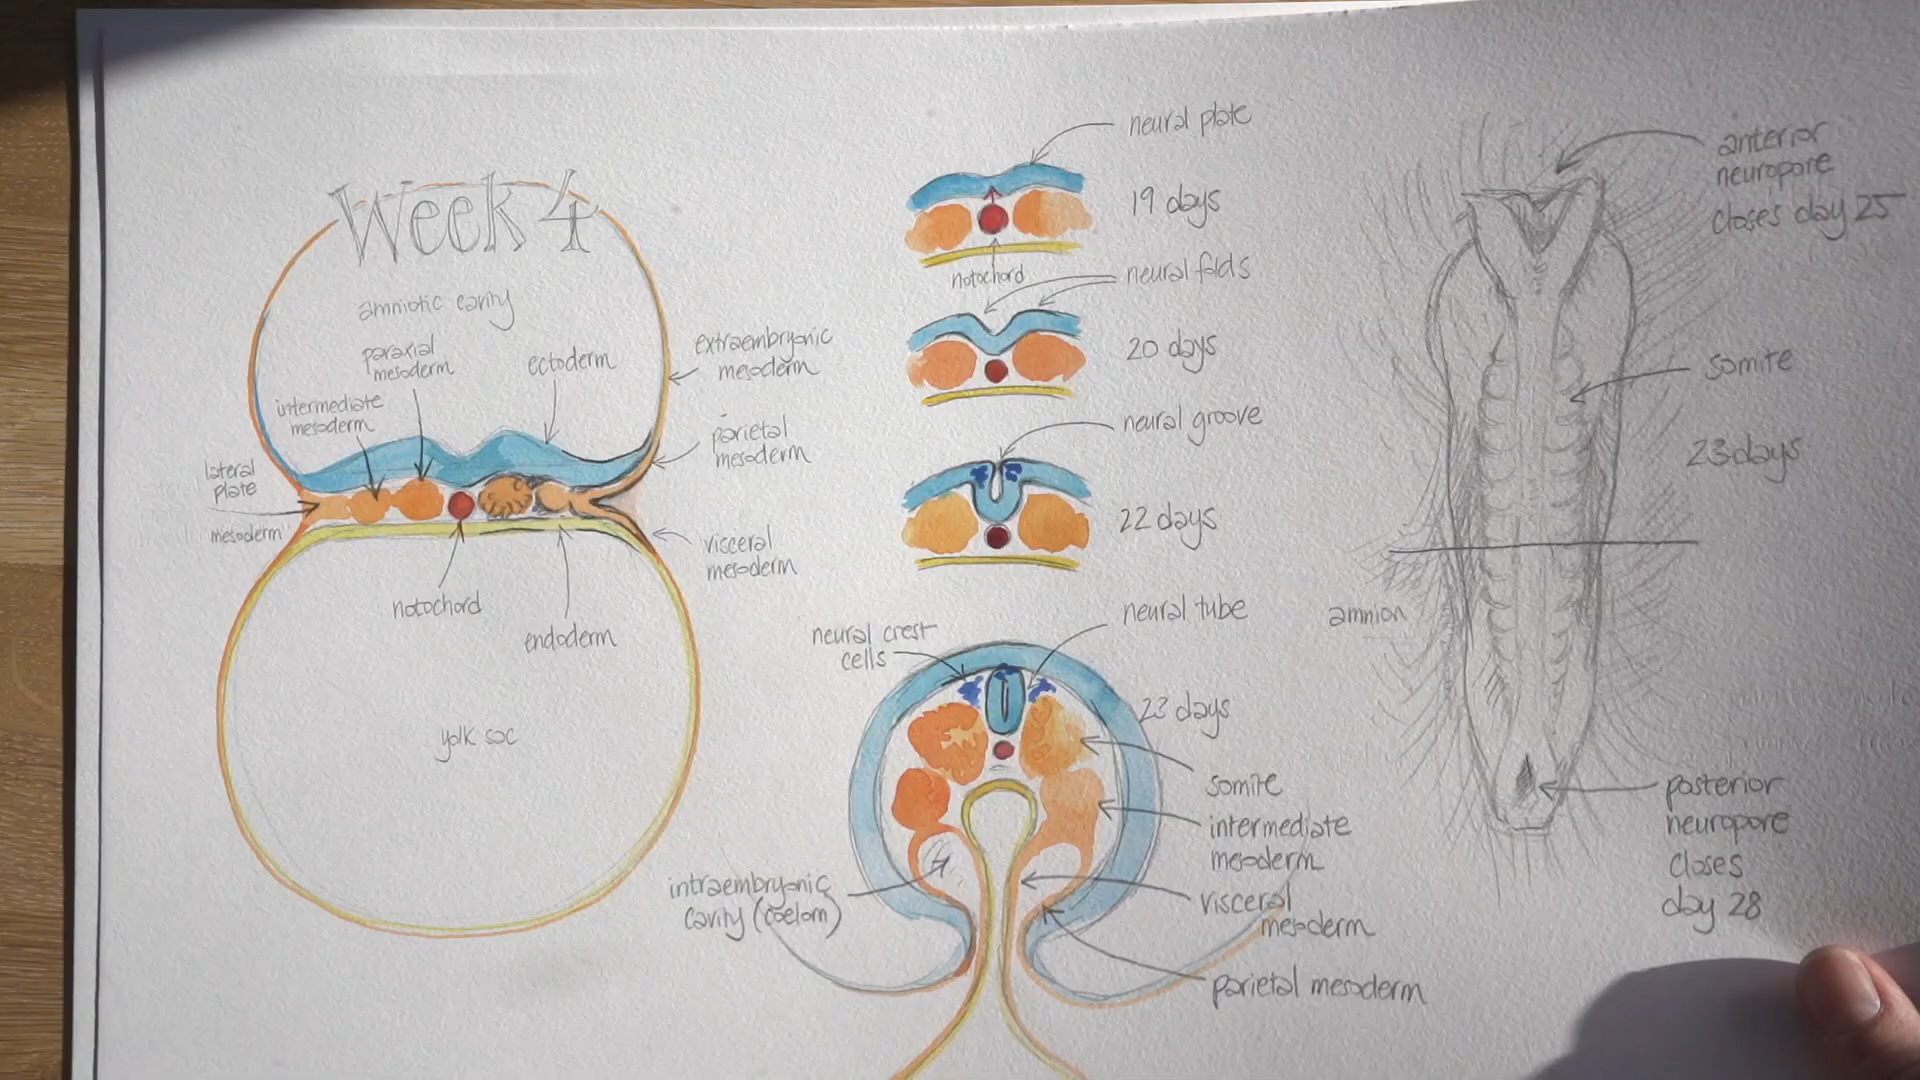 Week 4
amniotic cavity
paraxial
mesoderm
ectoderm
intermediate
mesoderm
lateral
plate
mesoderm
extraembryonic
mesoderm
parietal
mesoderm
visceral
mesoderm
notochord
endoderm
yolk sac
neural plate
19 days
notochord
neural folds
20 days
neural groove
22 days
neural crest
cells
neural tube
23 days
somite
intermediate
mesoderm
visceral
mesoderm
parietal mesoderm
intraembryonic
cavity (coelom)
anterior
neuropore
closes day 25
somite
23 days
amnion
posterior
neuropore
closes
day 28